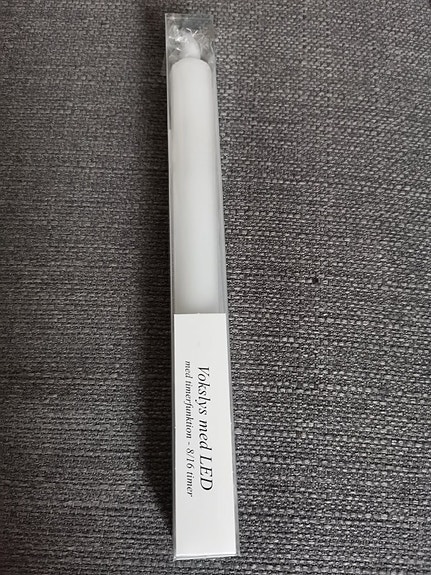 Vokslys med LED
med timerfunktion - 8/16 timer